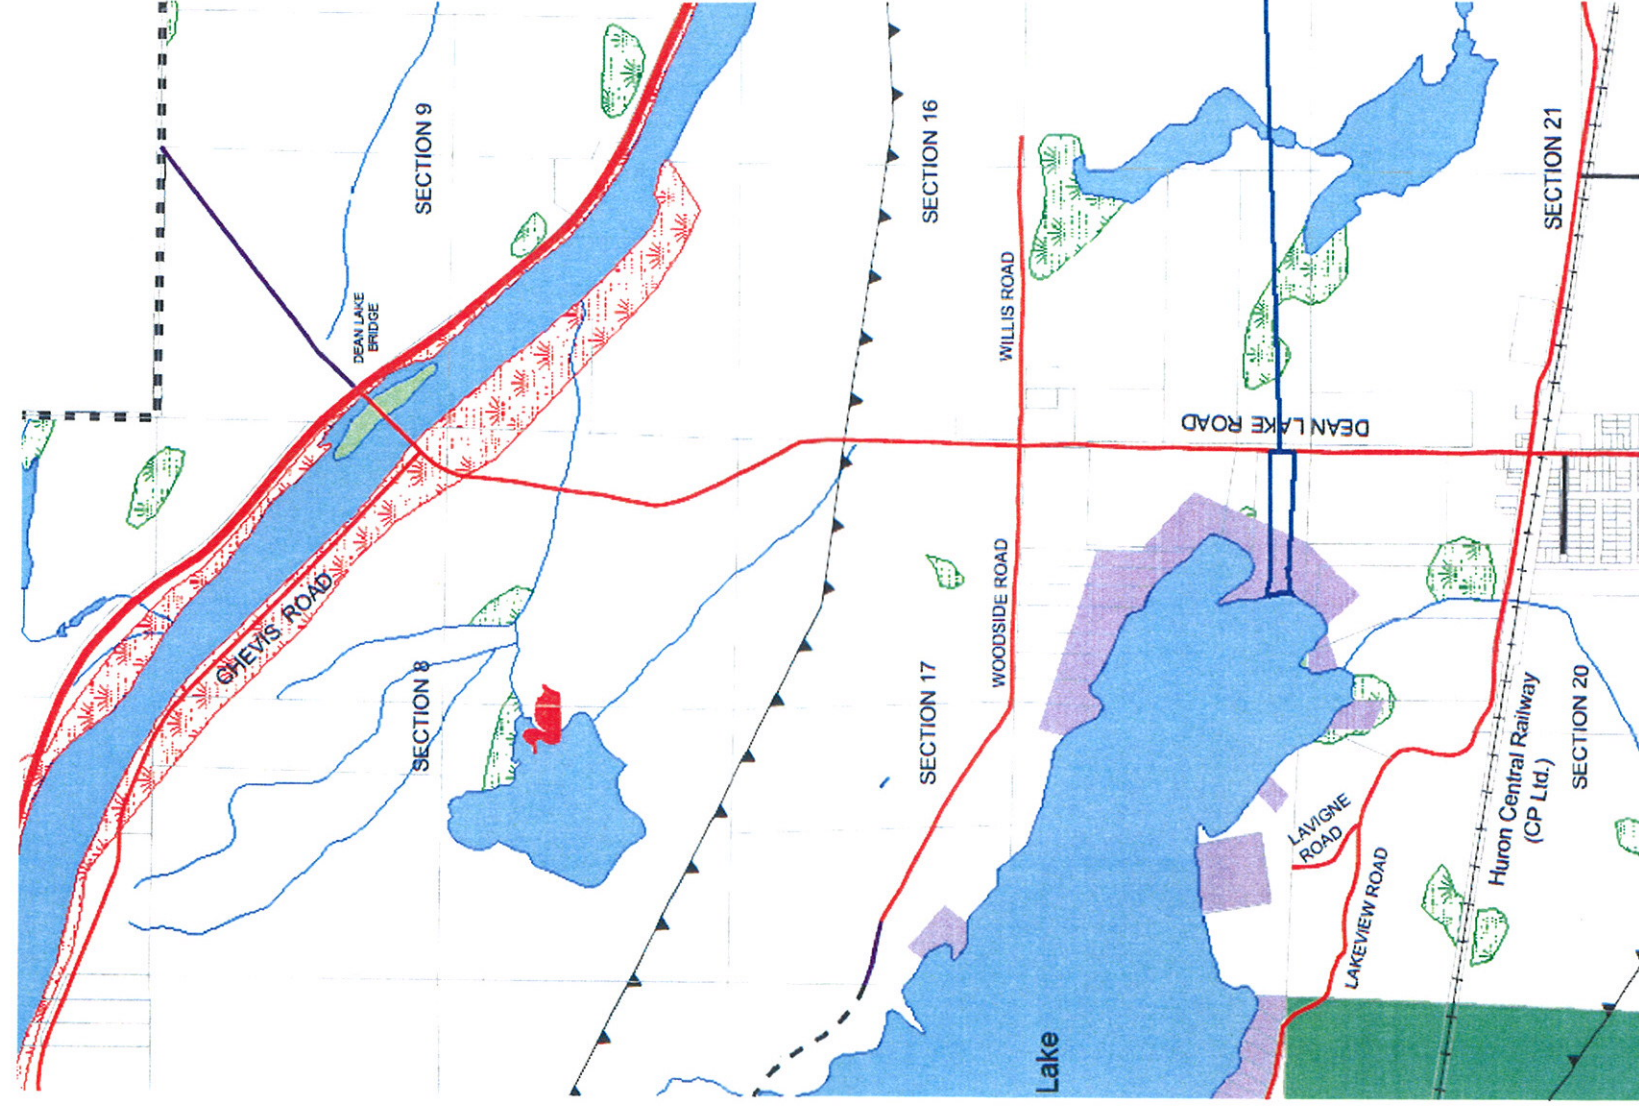 SECTION 9
DEAN LAKE
BRIDGE
SECTION 16
SECTION 21
WILLIS ROAD
DEAN LAKE ROAD
CHEVIS ROAD
SECTION 8
WOODSIDE ROAD
SECTION 17
SECTION 20
Huron Central Railway
(CP Ltd.)
LAVIGNE
ROAD
LAKEVIEW ROAD
Lake